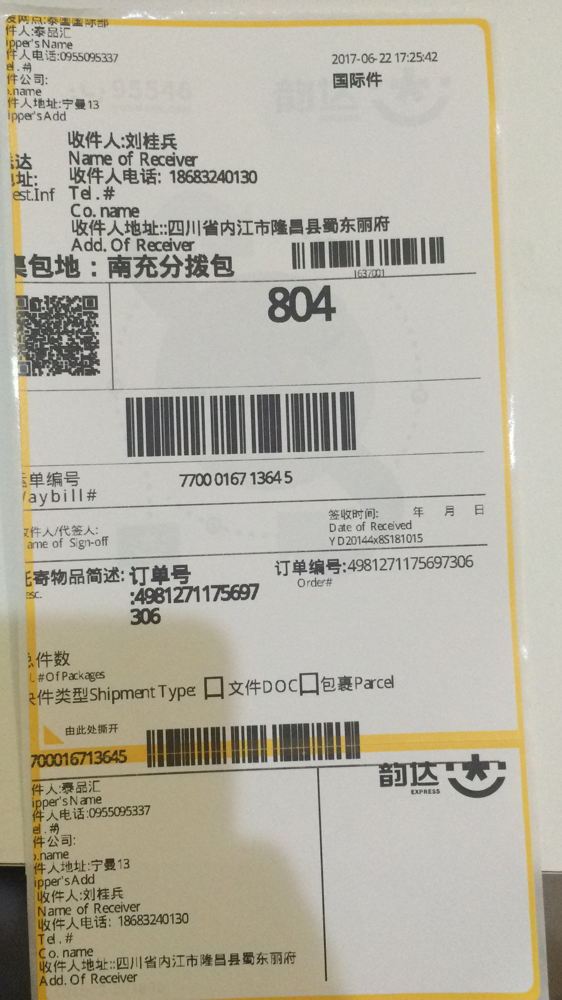 发网点:泰国国际部
件人:泰品汇
ipper's Name
件人电话:0955095337
el . #)
2017-06-22 17:25:42
件公司:
国际件
.name
件人地址:宁曼13
ipper's Add
收件人:刘桂兵
Name of Receiver
达
收件人电话: 18683240130
址:
Tel . #
est.Inf
Co. name
收件人地址::四川省内江市隆昌县蜀东丽府
Add. Of Receiver
集包地：南充分拨包
1637001
804
运单编号
7700 0167 1364 5
aybill#
签收时间: 年 月 日
件人/代签人:
Date of Received
ame of Sign-off
YD20144x8S181015
托寄物品简述: 订单号
:4981271175697
306
订单编号:4981271175697306
Order#
esc.
总件数
l. #Of Packages
件类型Shipment Type: 文件DOC 包裹Parcel
由此处撕开
700016713645
韵达
EXPRESS
件人:泰品汇
ipper's Name
件人电话:0955095337
el . #)
件公司:
.name
件人地址:宁曼13
ipper's Add
收件人:刘桂兵
Name of Receiver
收件人电话: 18683240130
Tel . #
Co. name
收件人地址::四川省内江市隆昌县蜀东丽府
Add. Of Receiver